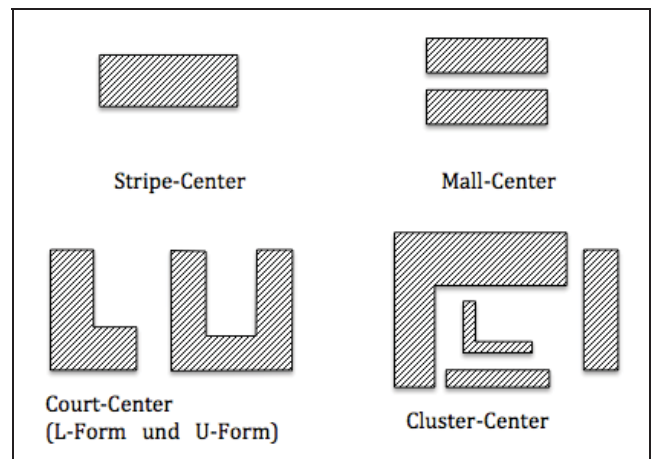 Stripe-Center
Mall-Center
Court-Center
(L-Form und U-Form)
Cluster-Center